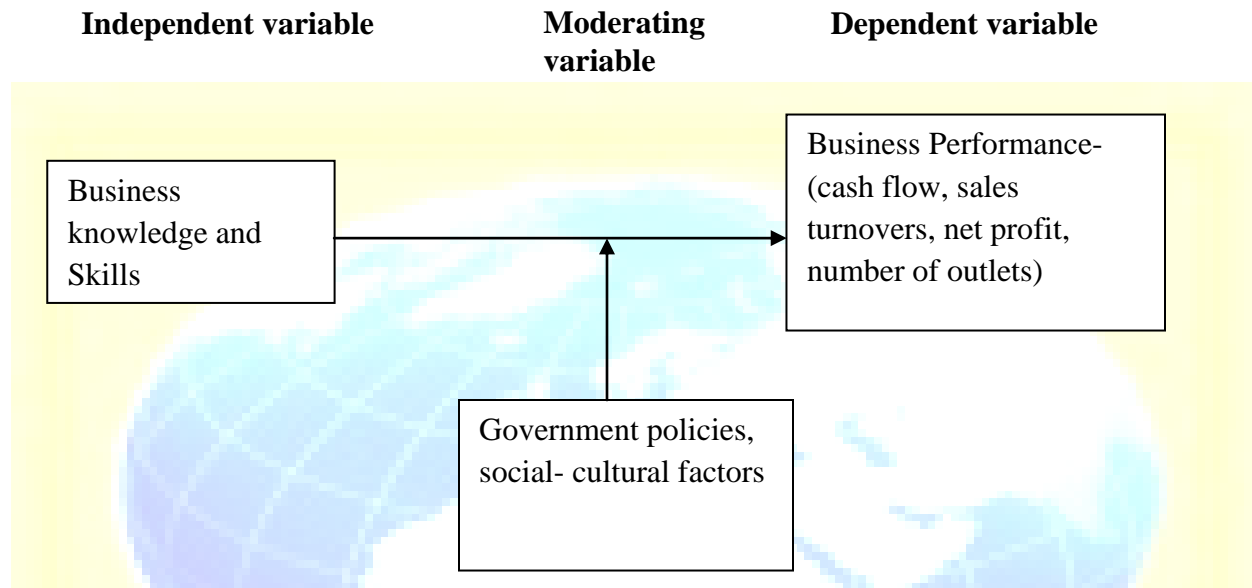 Independent variable
Moderating
variable
Dependent variable
Business
knowledge and
Skills
Business Performance-
(cash flow, sales
turnovers, net profit,
number of outlets)
Government policies,
social- cultural factors